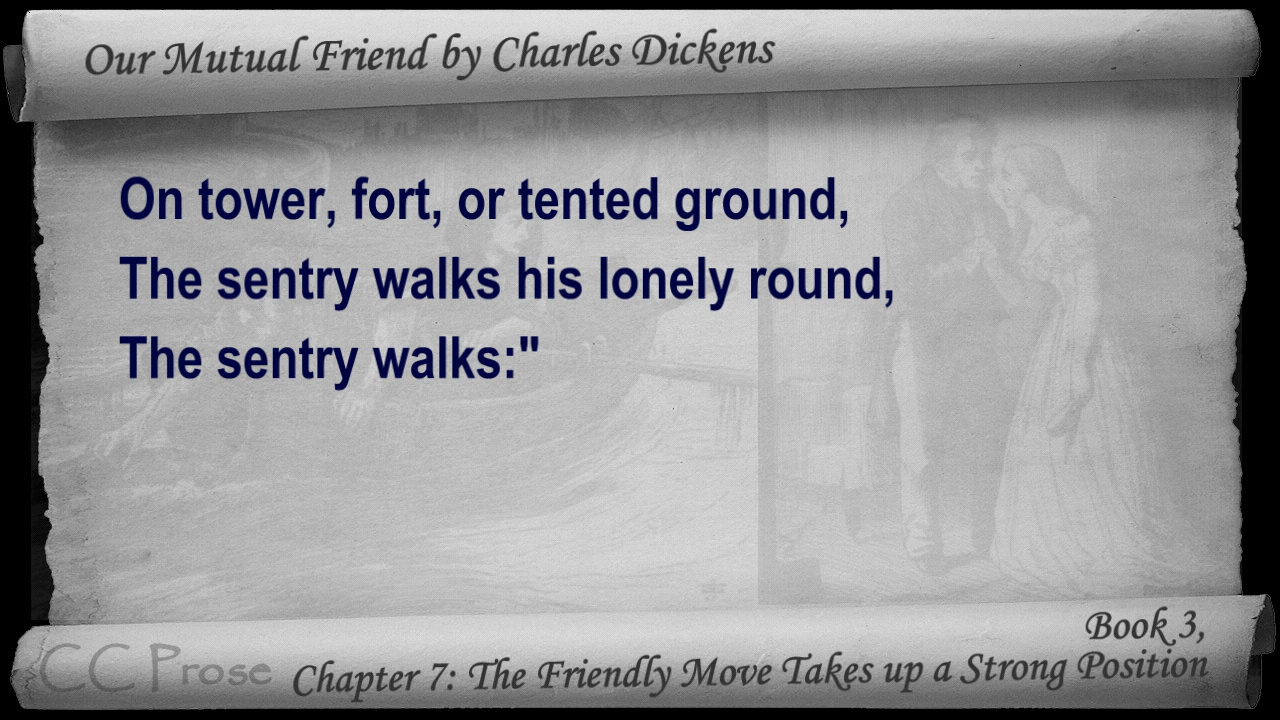 Our Mutual Friend by Charles Dickens
On tower, fort, or tented ground,
The sentry walks his lonely round,
The sentry walks:"
Book 3,
CC Prose
Chapter 7: The Friendly Move Takes up a Strong Position